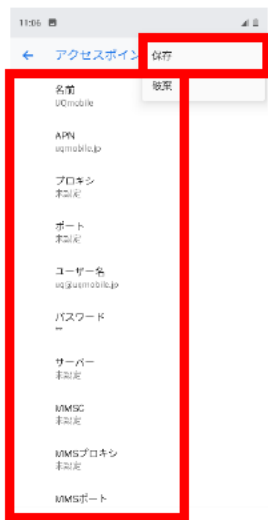 11:06
アクセスポイン
保存
破棄
名前
UQmobile
APN
uqmobile.jp
プロキシ
未設定
ポート
未設定
ユーザー名
uq@uqmobile.jp
パスワード
サーバー
未設定
MMSC
未設定
MMSプロキシ
未設定
MMSポート